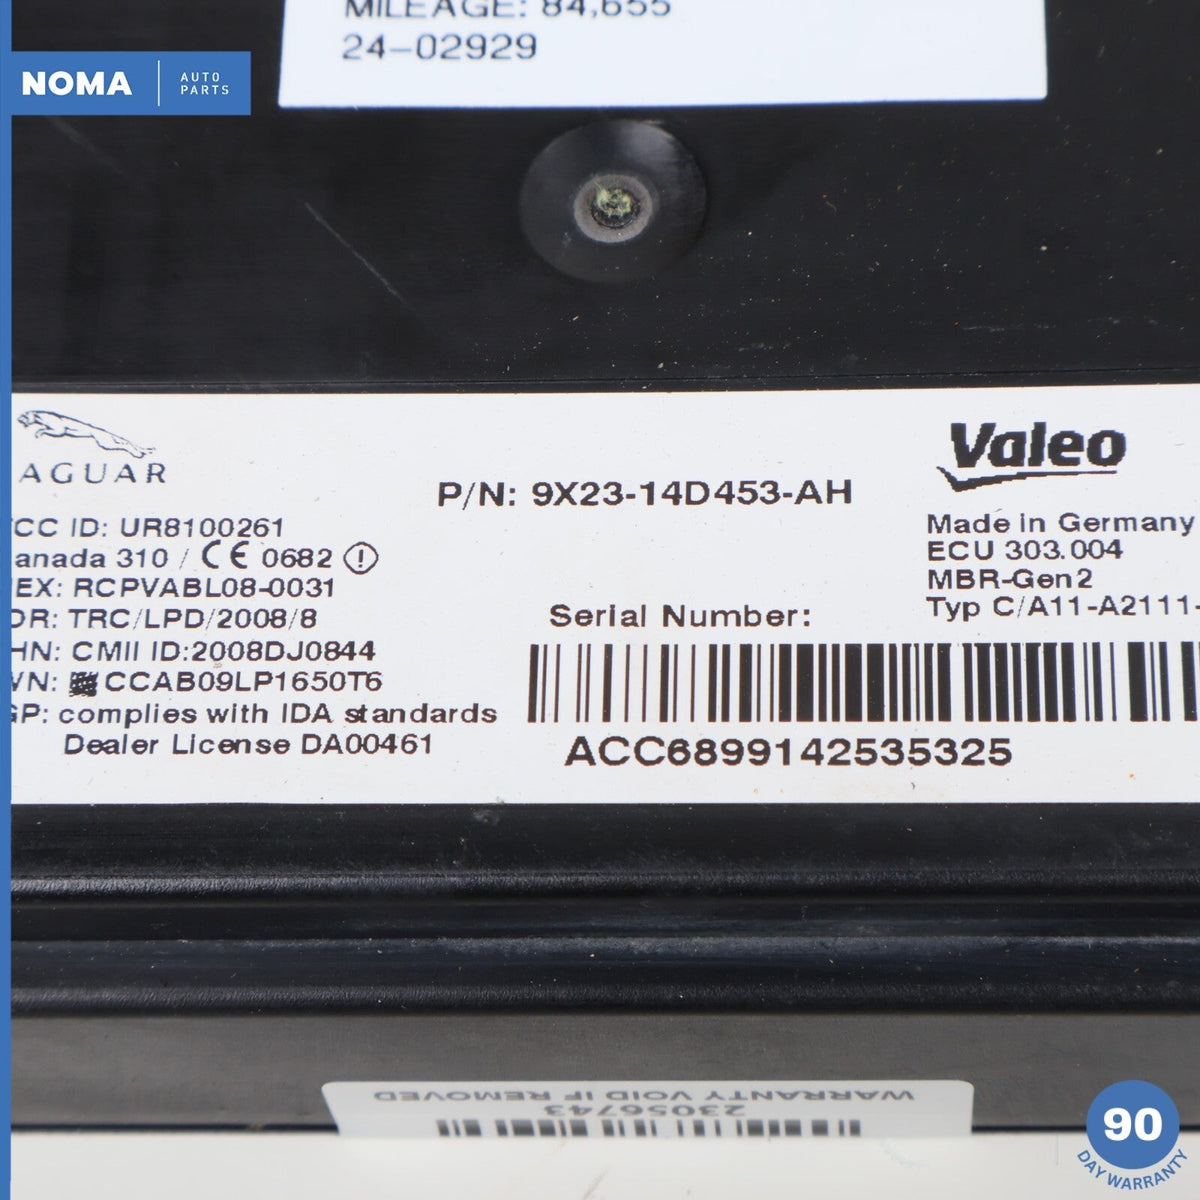 MILEAGE: 84,655
24-02929
NOMA AUTO PARTS
AGUAR
P/N: 9X23-14D453-AH
Valeo
CC ID: UR8100261
anada 310 / CE 0682
EX: RCPVABL08-0031
OR: TRC/LPD/2008/8
HN: CMII ID:2008DJ0844
WN: CCAB09LP1650T6
GP: complies with IDA standards
Dealer License DA00461
Made in Germany
ECU 303.004
MBR-Gen2
Typ C/A11-A2111-
Serial Number:
ACC6899142535325
WARRANTY VOID IF REMOVED
23056743
90
DAY WARRANTY